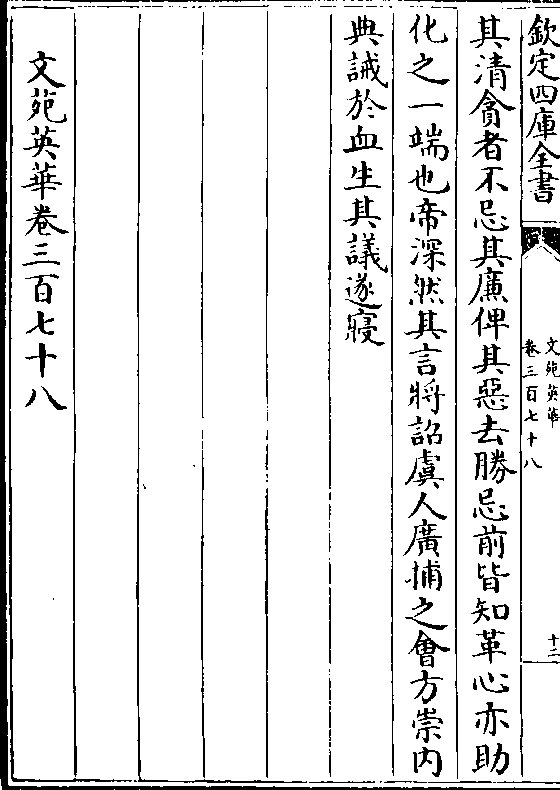 欽定四庫全書
文苑英華
卷三百七十八
十二
其清貪者不忌其廉俾其惡去勝忌前皆知革心亦助
化之一端也帝深然其言將詔虞人廣捕之會方崇内
典誡於血生其議遂寢
文苑英華卷三百七十八